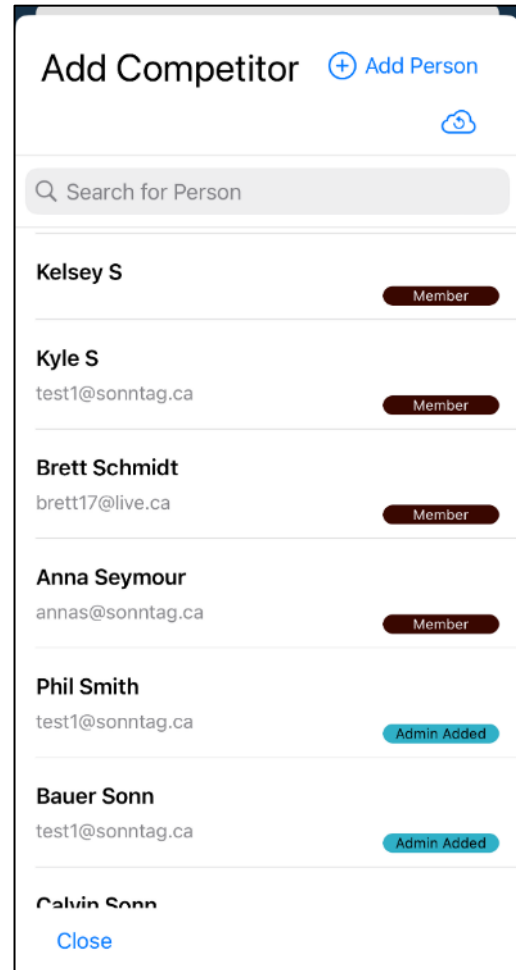 Add Competitor
Add Person
Search for Person
Kelsey S
Member
Kyle S
test1@sonntag.ca
Member
Brett Schmidt
brett17@live.ca
Member
Anna Seymour
annas@sonntag.ca
Member
Phil Smith
test1@sonntag.ca
Admin Added
Bauer Sonn
test1@sonntag.ca
Admin Added
Calvin Sonn
Close